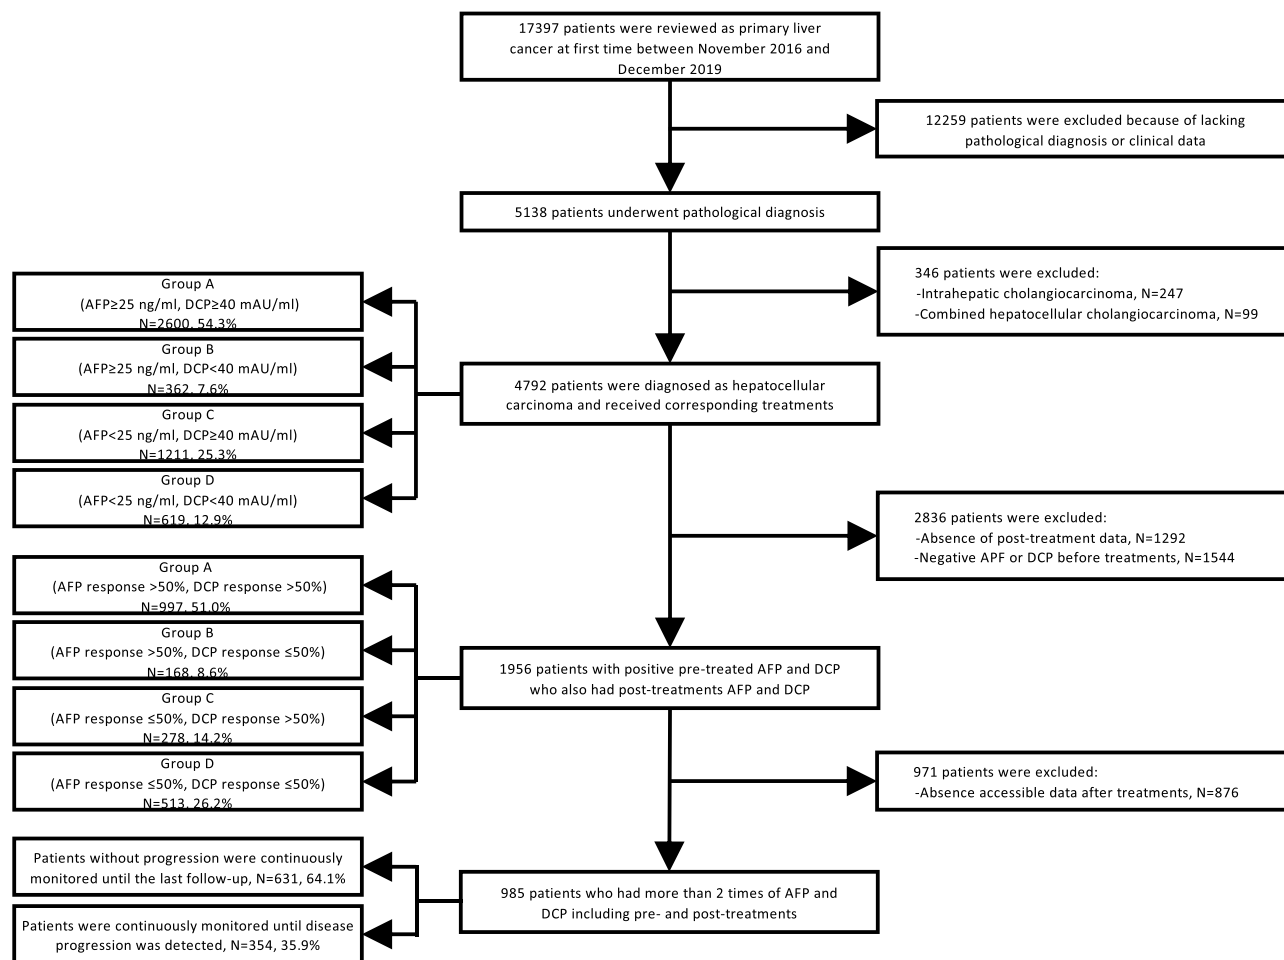 17397 patients were reviewed as primary liver
cancer at first time between November 2016 and
December 2019
12259 patients were excluded because of lacking
pathological diagnosis or clinical data
5138 patients underwent pathological diagnosis
346 patients were excluded:
-Intrahepatic cholangiocarcinoma, N=247
-Combined hepatocellular cholangiocarcinoma, N=99
Group A
(AFP≥25 ng/ml, DCP≥40 mAU/ml)
N=2600, 54.3%
Group B
(AFP≥25 ng/ml, DCP<40 mAU/ml)
N=362, 7.6%
Group C
(AFP<25 ng/ml, DCP≥40 mAU/ml)
N=1211, 25.3%
Group D
(AFP<25 ng/ml, DCP<40 mAU/ml)
N=619, 12.9%
4792 patients were diagnosed as hepatocellular
carcinoma and received corresponding treatments
2836 patients were excluded:
-Absence of post-treatment data, N=1292
-Negative APF or DCP before treatments, N=1544
Group A
(AFP response >50%, DCP response >50%)
N=997, 51.0%
Group B
(AFP response >50%, DCP response ≤50%)
N=168, 8.6%
Group C
(AFP response ≤50%, DCP response >50%)
N=278, 14.2%
Group D
(AFP response ≤50%, DCP response ≤50%)
N=513, 26.2%
1956 patients with positive pre-treated AFP and DCP
who also had post-treatments AFP and DCP
971 patients were excluded:
-Absence accessible data after treatments, N=876
Patients without progression were continuously
monitored until the last follow-up, N=631, 64.1%
Patients were continuously monitored until disease
progression was detected, N=354, 35.9%
985 patients who had more than 2 times of AFP and
DCP including pre- and post-treatments